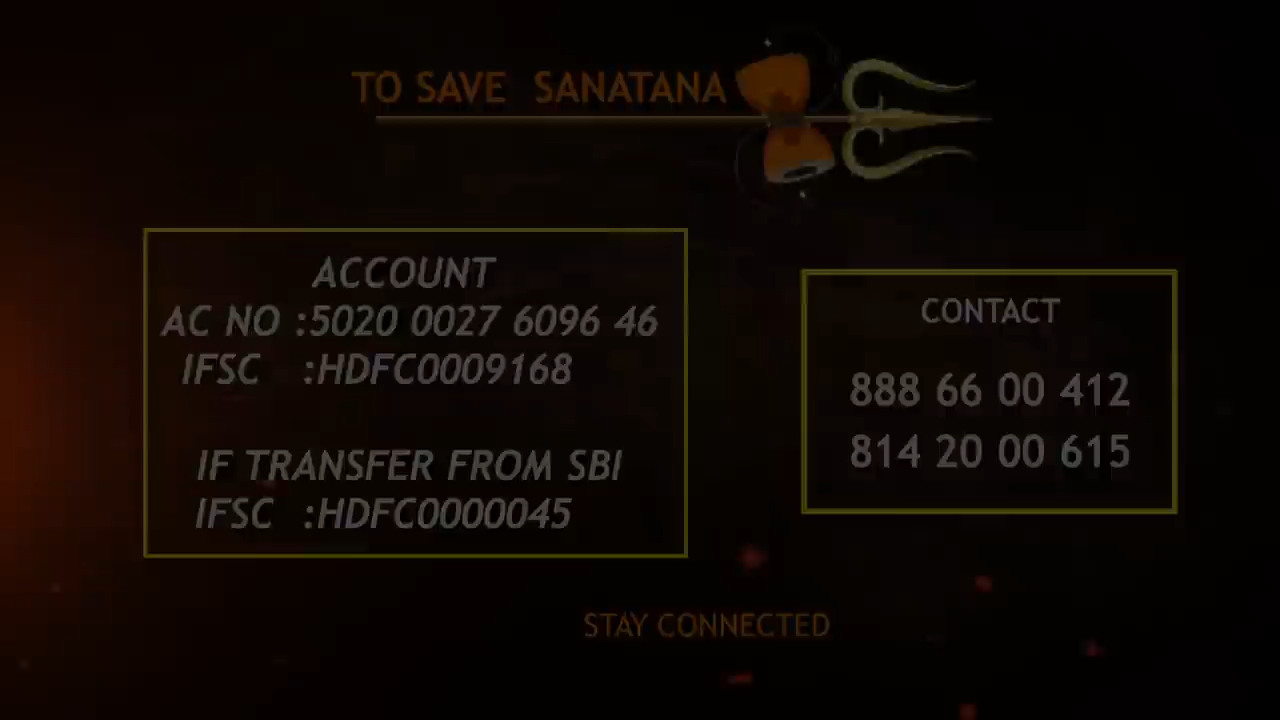 TO SAVE SANATANA
ACCOUNT
AC NO :5020 0027 6096 46
IFSC :HDFC0009168
IF TRANSFER FROM SBI
IFSC :HDFC0000045
CONTACT
888 66 00 412
814 20 00 615
STAY CONNECTED